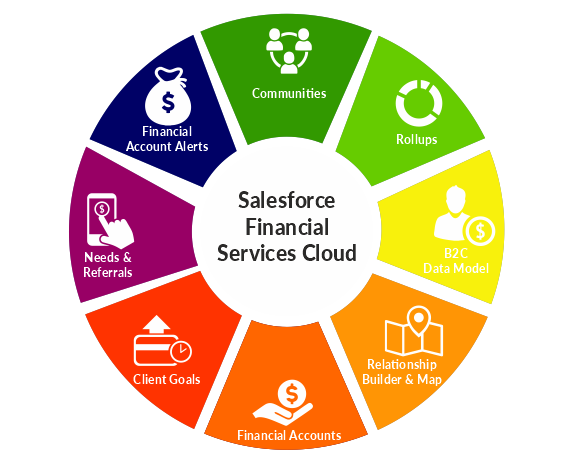 Communities
Rollups
B2C
Data Model
Relationship
Builder & Map
Financial Accounts
Client Goals
Needs &
Referrals
Financial
Account Alerts
Salesforce
Financial
Services Cloud